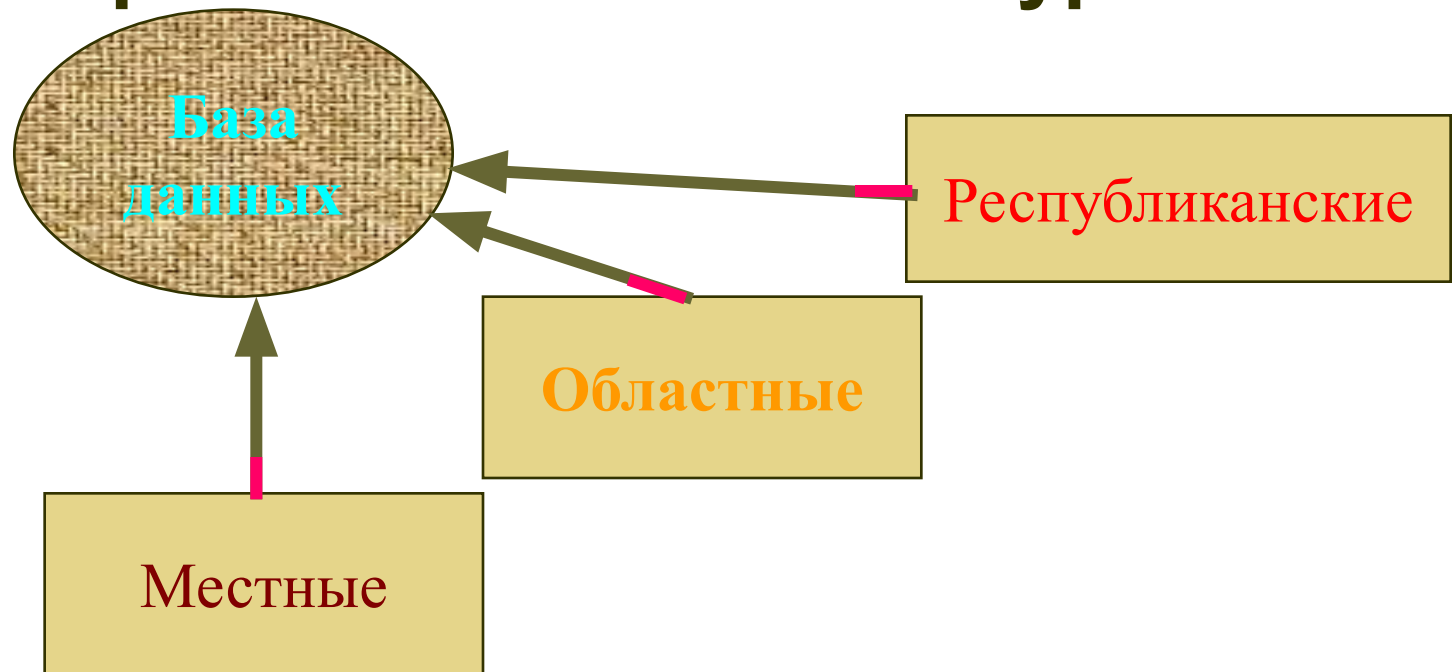 База
данных
Республиканские
Областные
Местные